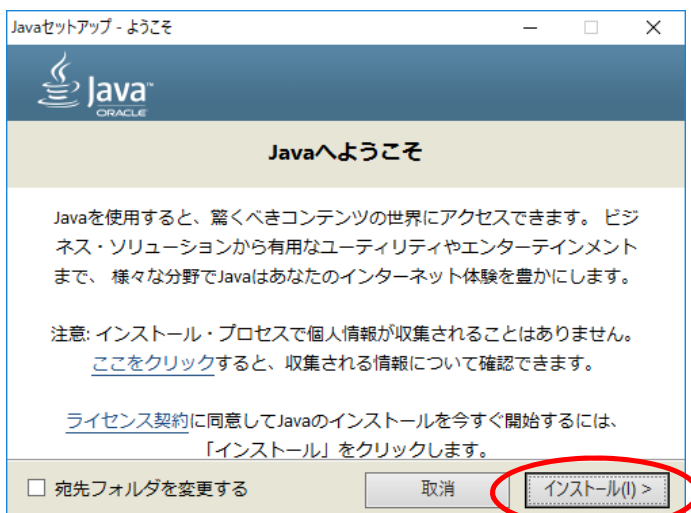 Javaセットアップ - ようこそ
Java™
ORACLE
Javaへようこそ
Javaを使用すると、驚くべきコンテンツの世界にアクセスできます。 ビジ
ネス・ソリューションから有用なユーティリティやエンターテインメント
まで、 様々な分野でJavaはあなたのインターネット体験を豊かにします。
注意: インストール・プロセスで個人情報が収集されることはありません。
ここをクリックすると、収集される情報について確認できます。
ライセンス契約に同意してJavaのインストールを今すぐ開始するには、
「インストール」をクリックします。
宛先フォルダを変更する 取消 インストール(I) >